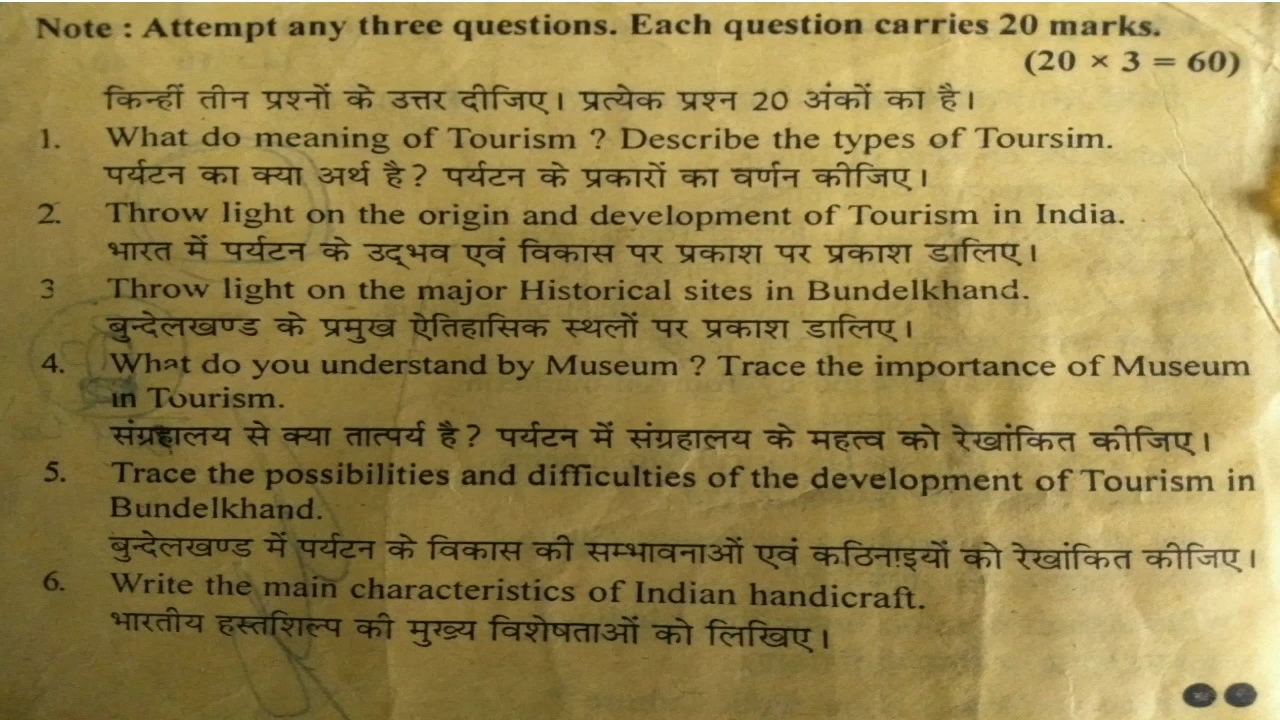 Note : Attempt any three questions. Each question carries 20 marks.
(20 × 3 = 60)
किन्हीं तीन प्रश्नों के उत्तर दीजिए। प्रत्येक प्रश्न 20 अंकों का है।
1. What do meaning of Tourism ? Describe the types of Toursim.
पर्यटन का क्या अर्थ है? पर्यटन के प्रकारों का वर्णन कीजिए।
2. Throw light on the origin and development of Tourism in India.
भारत में पर्यटन के उद्भव एवं विकास पर प्रकाश पर प्रकाश डालिए।
3 Throw light on the major Historical sites in Bundelkhand.
बुन्देलखण्ड के प्रमुख ऐतिहासिक स्थलों पर प्रकाश डालिए।
4. What do you understand by Museum ? Trace the importance of Museum
in Tourism.
संग्रहालय से क्या तात्पर्य है? पर्यटन में संग्रहालय के महत्व को रेखांकित कीजिए।
5. Trace the possibilities and difficulties of the development of Tourism in
Bundelkhand.
बुन्देलखण्ड में पर्यटन के विकास की सम्भावनाओं एवं कठिनाइयों को रेखांकित कीजिए।
6. Write the main characteristics of Indian handicraft.
भारतीय हस्तशिल्प की मुख्य विशेषताओं को लिखिए।